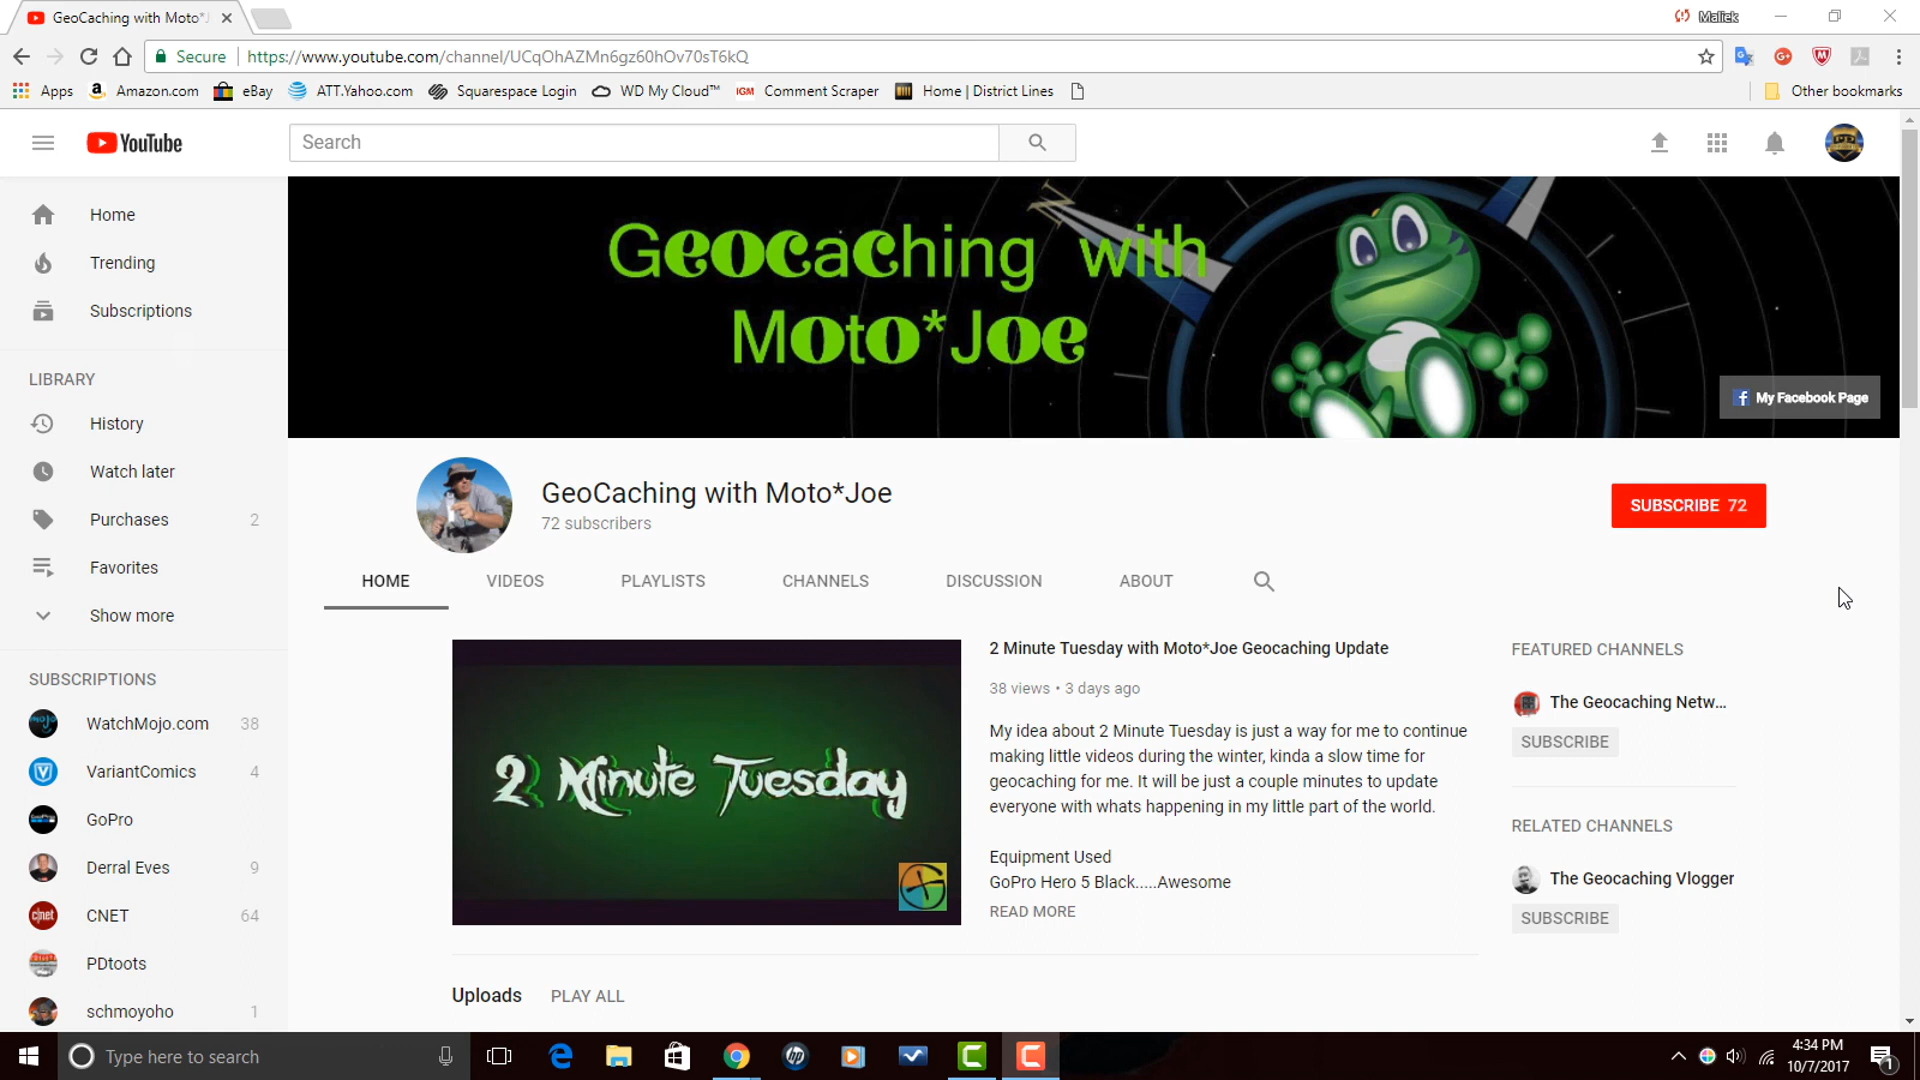 GeoCaching with Moto*J
Maliek
Secure
https://www.youtube.com/channel/UCqOhAZMn6gz60hOv70sT6kQ
Apps
Amazon.com
eBay
ATT.Yahoo.com
Squarespace Login
WD My Cloud™
IGM
Comment Scraper
Home | District Lines
Other bookmarks
YouTube
Search
Home
Trending
Subscriptions
LIBRARY
History
Watch later
Purchases 2
Favorites
Show more
SUBSCRIPTIONS
WatchMojo.com 38
VariantComics 4
GoPro
Derral Eves 9
CNET 64
PDtoots
schmoyoho 1
Geocaching with
Moto*Joe
N
My Facebook Page
GeoCaching with Moto*Joe
72 subscribers
SUBSCRIBE 72
HOME
VIDEOS
PLAYLISTS
CHANNELS
DISCUSSION
ABOUT
2 Minute Tuesday
2 Minute Tuesday with Moto*Joe Geocaching Update
38 views • 3 days ago
My idea about 2 Minute Tuesday is just a way for me to continue
making little videos during the winter, kinda a slow time for
geocaching for me. It will be just a couple minutes to update
everyone with whats happening in my little part of the world.
Equipment Used
GoPro Hero 5 Black.....Awesome
READ MORE
FEATURED CHANNELS
The Geocaching Netw...
SUBSCRIBE
RELATED CHANNELS
The Geocaching Vlogger
SUBSCRIBE
Uploads
PLAY ALL
Type here to search
4:34 PM
10/7/2017
1